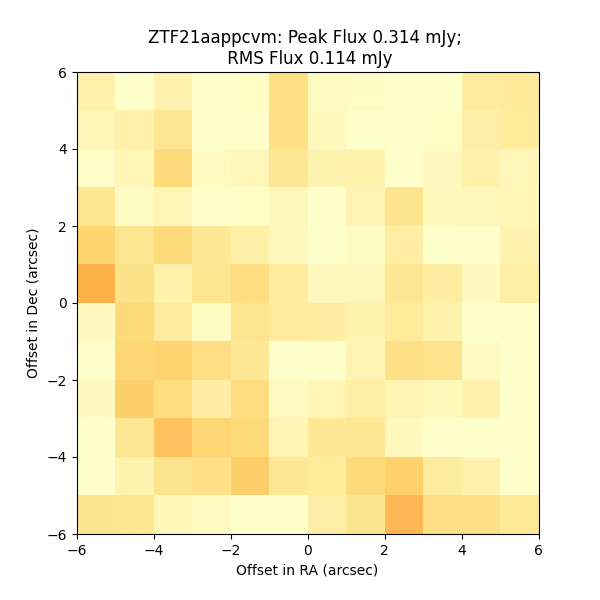 ZTF21aappcvm: Peak Flux 0.314 mJy;
RMS Flux 0.114 mJy
6
4
2
0
−2
−4
−6
Offset in Dec (arcsec)
−6 −4 −2 0 2 4 6
Offset in RA (arcsec)